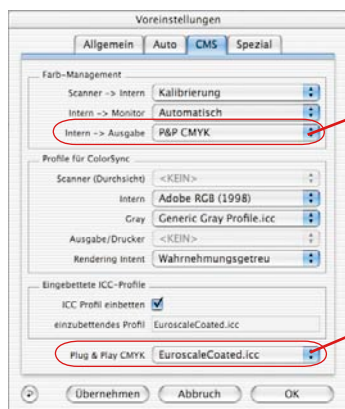 Voreinstellungen
Allgemein Auto CMS Spezial
Farb-Management
Scanner -> Intern Kalibrierung
Intern -> Monitor Automatisch
Intern -> Ausgabe P&P CMYK
Profile für ColorSync
Scanner (Durchsicht) <KEIN>
Intern Adobe RGB (1998)
Gray Generic Gray Profile.icc
Ausgabe/Drucker <KEIN>
Rendering Intent Wahrnehmungsgetreu
Eingebettete ICC-Profile
ICC Profil einbetten
einzubettendes Profil EuroscaleCoated.icc
Plug & Play CMYK EuroscaleCoated.icc
Übernehmen Abbruch OK